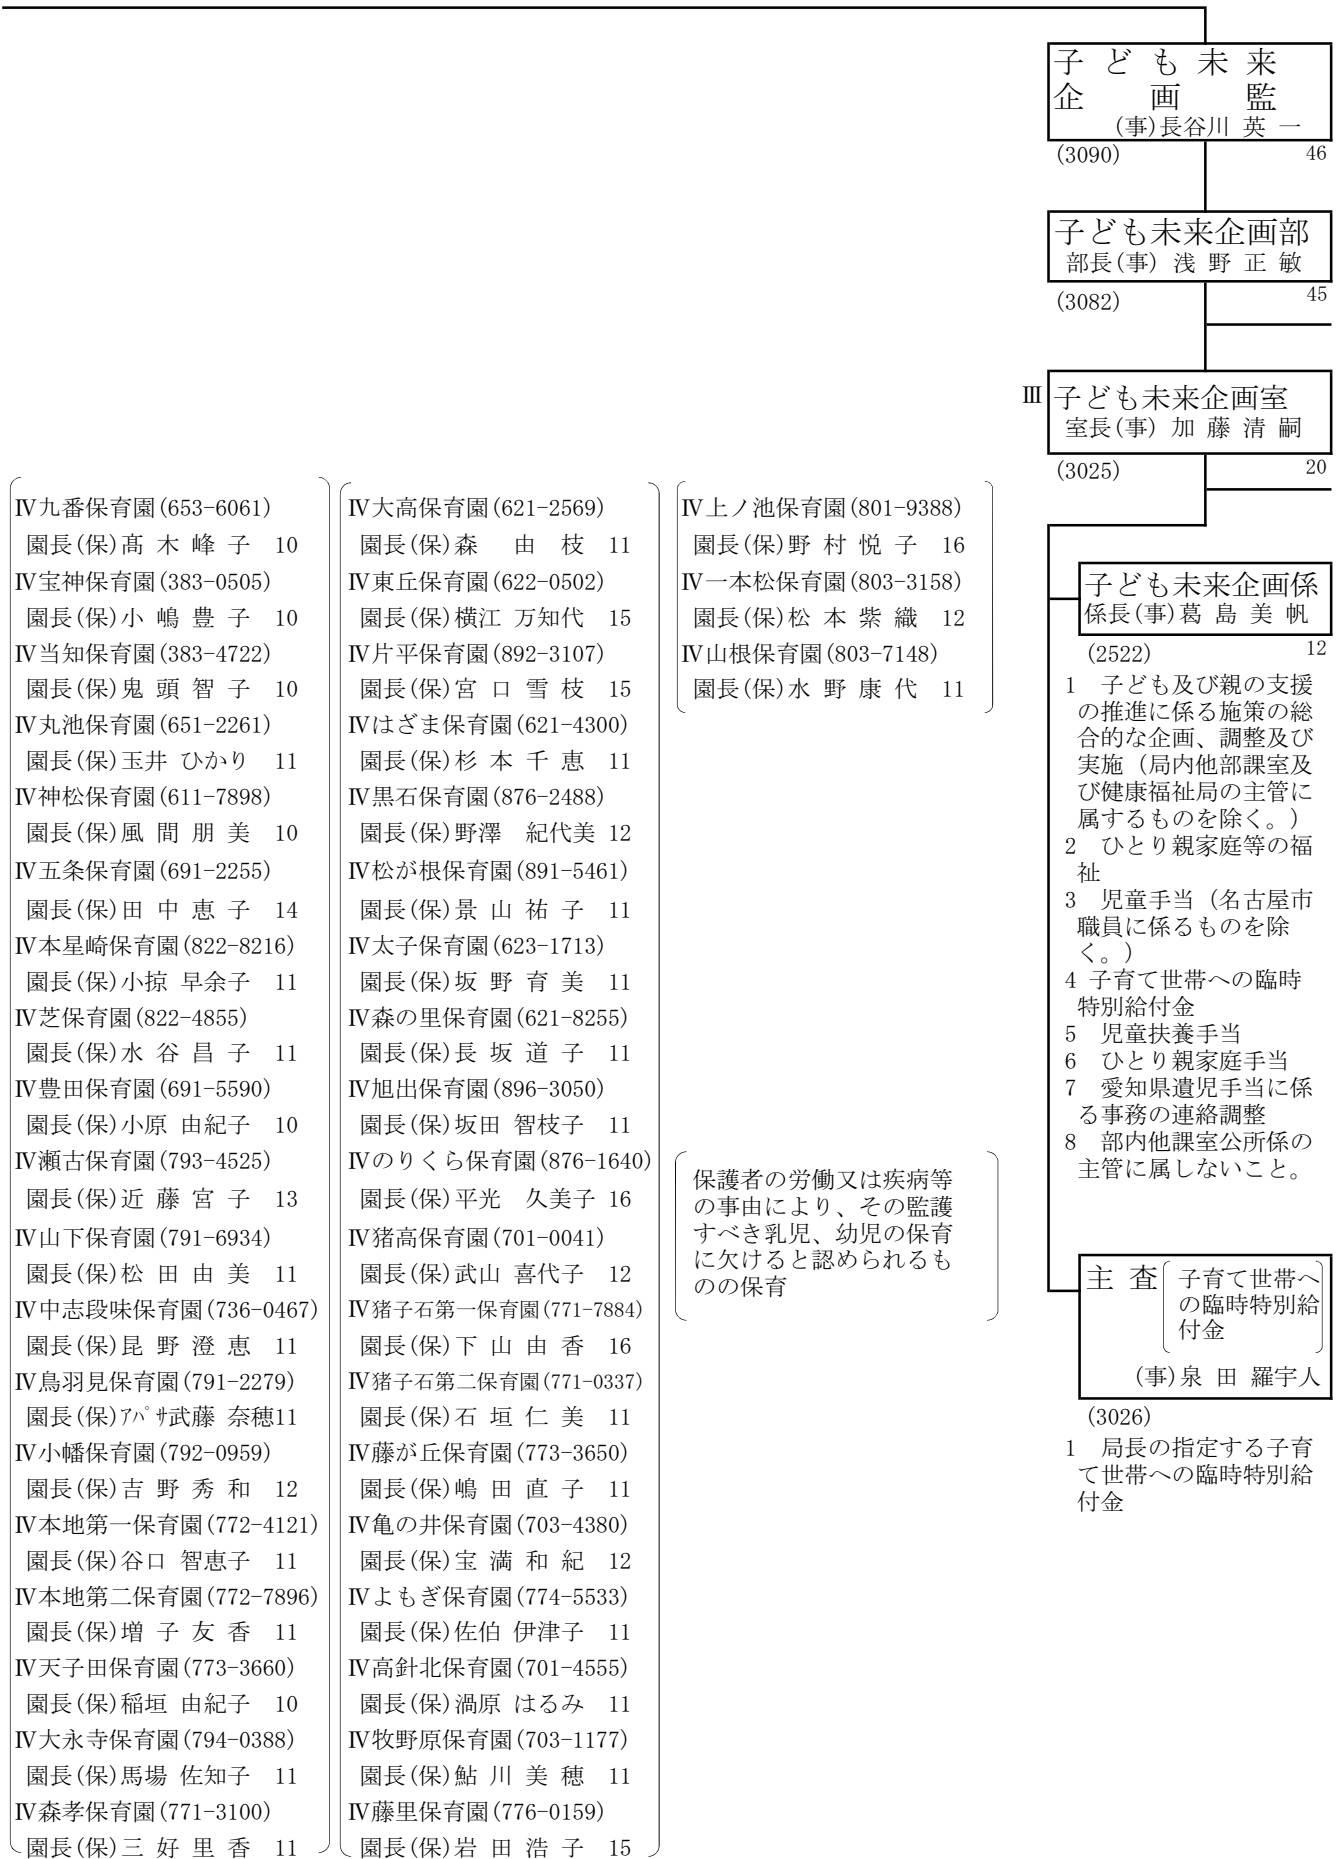 子ども未来
企画監
(事)長谷川 英 一
(3090) 46
子ども未来企画部
部長(事) 浅 野 正 敏
(3082) 45
Ⅲ 子ども未来企画室
室長(事) 加 藤 清 嗣
(3025) 20
Ⅳ九番保育園(653-6061)
園長(保)髙 木 峰 子 10
Ⅳ宝神保育園(383-0505)
園長(保)小 嶋 豊 子 10
Ⅳ当知保育園(383-4722)
園長(保)鬼 頭 智 子 10
Ⅳ丸池保育園(651-2261)
園長(保)玉井 ひかり 11
Ⅳ神松保育園(611-7898)
園長(保)風 間 朋 美 10
Ⅳ五条保育園(691-2255)
園長(保)田 中 恵 子 14
Ⅳ本星崎保育園(822-8216)
園長(保)小掠 早余子 11
Ⅳ芝保育園(822-4855)
園長(保)水 谷 昌 子 11
Ⅳ豊田保育園(691-5590)
園長(保)小原 由紀子 10
Ⅳ瀬古保育園(793-4525)
園長(保)近 藤 宮 子 13
Ⅳ山下保育園(791-6934)
園長(保)松 田 由 美 11
Ⅳ中志段味保育園(736-0467)
園長(保)昆 野 澄 恵 11
Ⅳ鳥羽見保育園(791-2279)
園長(保)ｱﾊﾟｻ武藤 奈穂11
Ⅳ小幡保育園(792-0959)
園長(保)吉 野 秀 和 12
Ⅳ本地第一保育園(772-4121)
園長(保)谷口 智恵子 11
Ⅳ本地第二保育園(772-7896)
園長(保)増 子 友 香 11
Ⅳ天子田保育園(773-3660)
園長(保)稲垣 由紀子 10
Ⅳ大永寺保育園(794-0388)
園長(保)馬場 佐知子 11
Ⅳ森孝保育園(771-3100)
園長(保)三 好 里 香 11
Ⅳ大高保育園(621-2569)
園長(保)森 由 枝 11
Ⅳ東丘保育園(622-0502)
園長(保)横江 万知代 15
Ⅳ片平保育園(892-3107)
園長(保)宮 口 雪 枝 15
Ⅳはざま保育園(621-4300)
園長(保)杉 本 千 恵 11
Ⅳ黒石保育園(876-2488)
園長(保)野澤 紀代美 12
Ⅳ松が根保育園(891-5461)
園長(保)景 山 祐 子 11
Ⅳ太子保育園(623-1713)
園長(保)坂 野 育 美 11
Ⅳ森の里保育園(621-8255)
園長(保)長 坂 道 子 11
Ⅳ旭出保育園(896-3050)
園長(保)坂田 智枝子 11
Ⅳのりくら保育園(876-1640)
園長(保)平光 久美子 16
Ⅳ猪高保育園(701-0041)
園長(保)武山 喜代子 12
Ⅳ猪子石第一保育園(771-7884)
園長(保)下 山 由 香 16
Ⅳ猪子石第二保育園(771-0337)
園長(保)石 垣 仁 美 11
Ⅳ藤が丘保育園(773-3650)
園長(保)嶋 田 直 子 11
Ⅳ亀の井保育園(703-4380)
園長(保)宝 満 和 紀 12
Ⅳよもぎ保育園(774-5533)
園長(保)佐伯 伊津子 11
Ⅳ高針北保育園(701-4555)
園長(保)渦原 はるみ 11
Ⅳ牧野原保育園(703-1177)
園長(保)鮎 川 美 穂 11
Ⅳ藤里保育園(776-0159)
園長(保)岩 田 浩 子 15
Ⅳ上ノ池保育園(801-9388)
園長(保)野 村 悦 子 16
Ⅳ一本松保育園(803-3158)
園長(保)松 本 紫 織 12
Ⅳ山根保育園(803-7148)
園長(保)水 野 康 代 11
保護者の労働又は疾病等
の事由により、その監護
すべき乳児、幼児の保育
に欠けると認められるも
のの保育
子ども未来企画係
係長(事)葛 島 美 帆
(2522) 12
1 子ども及び親の支援
の推進に係る施策の総
合的な企画、調整及び
実施（局内他部課室及
び健康福祉局の主管に
属するものを除く。）
2 ひとり親家庭等の福
祉
3 児童手当（名古屋市
職員に係るものを除
く。）
4 子育て世帯への臨時
特別給付金
5 児童扶養手当
6 ひとり親家庭手当
7 愛知県遺児手当に係
る事務の連絡調整
8 部内他課室公所係の
主管に属しないこと。
主 査 子育て世帯へ
の臨時特別給
付金
(事)泉 田 羅宇人
(3026)
1 局長の指定する子育
て世帯への臨時特別給
付金